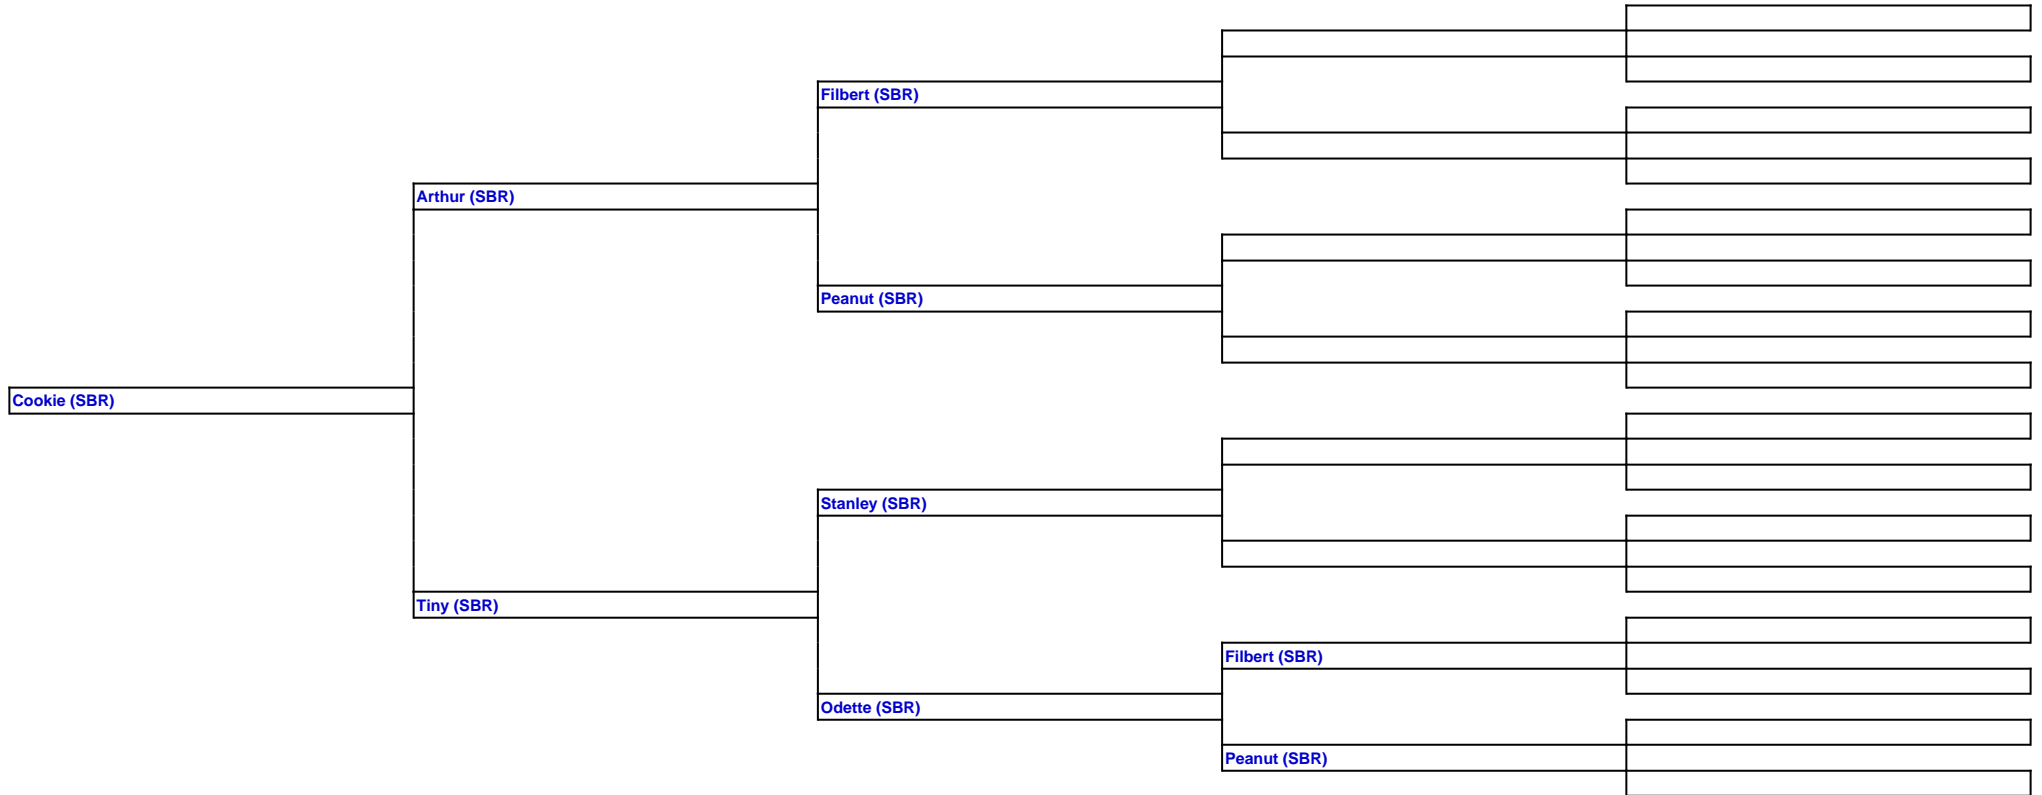 Filbert (SBR)
Arthur (SBR)
Peanut (SBR)
Cookie (SBR)
Stanley (SBR)
Tiny (SBR)
Filbert (SBR)
Odette (SBR)
Peanut (SBR)